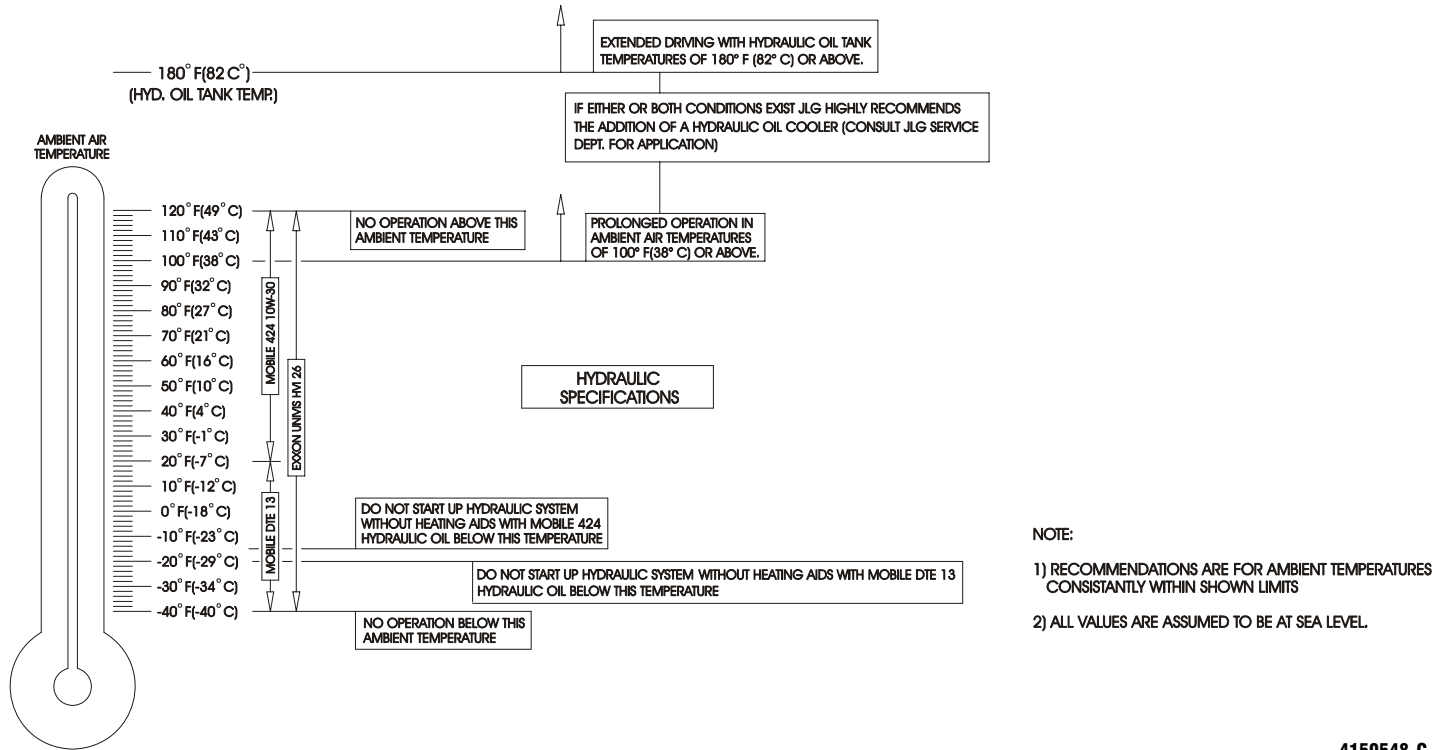 EXTENDED DRIVING WITH HYDRAULIC OIL TANK
TEMPERATURES OF 180° F (82° C) OR ABOVE.
180° F(82 C°)
(HYD. OIL TANK TEMP.)
IF EITHER OR BOTH CONDITIONS EXIST JLG HIGHLY RECOMMENDS
THE ADDITION OF A HYDRAULIC OIL COOLER (CONSULT JLG SERVICE
DEPT. FOR APPLICATION)
AMBIENT AIR
TEMPERATURE
120° F(49° C)
110° F(43° C)
100° F(38° C)
90° F(32° C)
80° F(27° C)
70° F(21° C)
60° F(16° C)
50° F(10° C)
40° F(4° C)
30° F(-1° C)
20° F(-7° C)
10° F(-12° C)
0° F(-18° C)
-10° F(-23° C)
-20° F(-29° C)
-30° F(-34° C)
-40° F(-40° C)
MOBILE 424 10W-30
MOBILE DTE 13
EXXON UNIVIS HVI 26
NO OPERATION ABOVE THIS
AMBIENT TEMPERATURE
PROLONGED OPERATION IN
AMBIENT AIR TEMPERATURES
OF 100° F(38° C) OR ABOVE.
HYDRAULIC
SPECIFICATIONS
DO NOT START UP HYDRAULIC SYSTEM
WITHOUT HEATING AIDS WITH MOBILE 424
HYDRAULIC OIL BELOW THIS TEMPERATURE
DO NOT START UP HYDRAULIC SYSTEM WITHOUT HEATING AIDS WITH MOBILE DTE 13
HYDRAULIC OIL BELOW THIS TEMPERATURE
NO OPERATION BELOW THIS
AMBIENT TEMPERATURE
NOTE:
1) RECOMMENDATIONS ARE FOR AMBIENT TEMPERATURES
CONSISTANTLY WITHIN SHOWN LIMITS
2) ALL VALUES ARE ASSUMED TO BE AT SEA LEVEL.